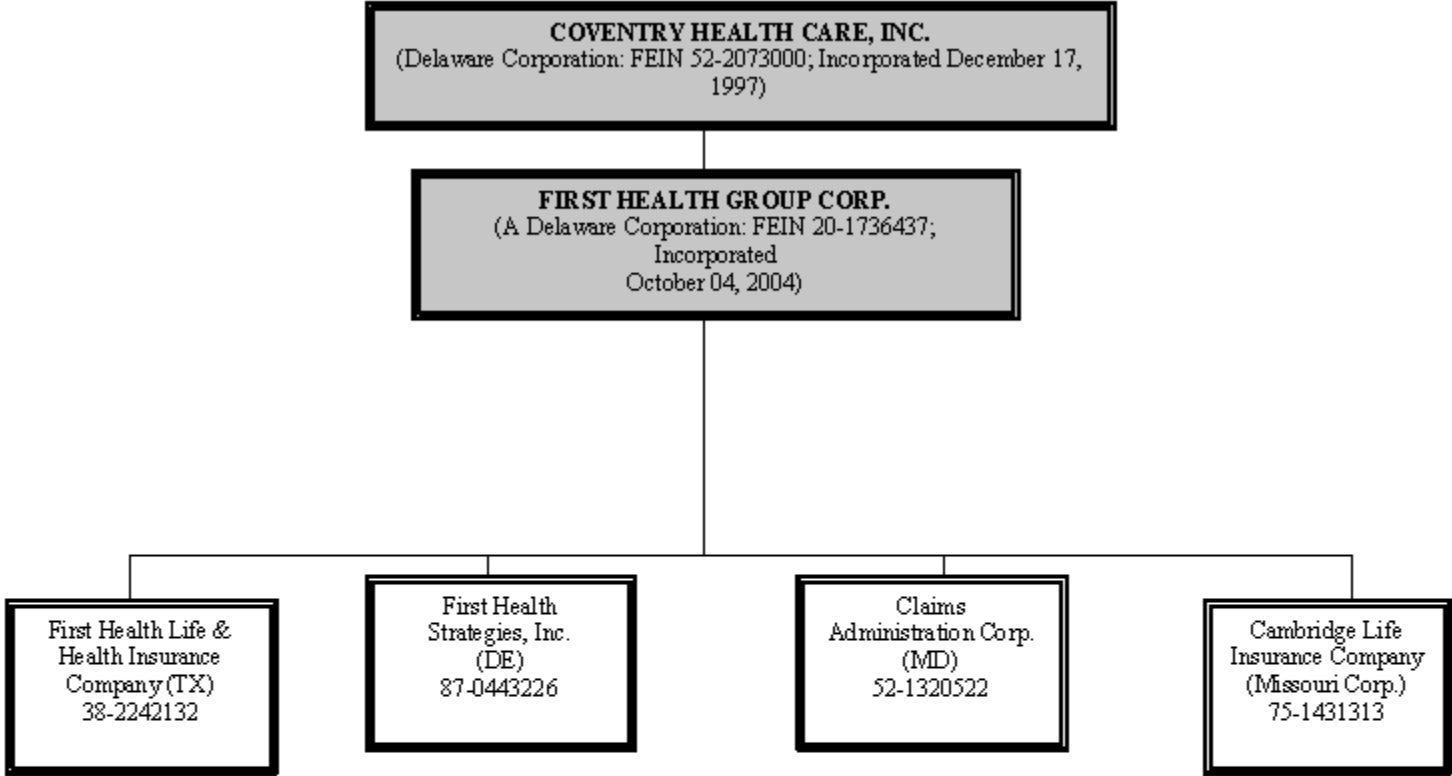 COVENTRY HEALTH CARE, INC.
(Delaware Corporation: FEIN 52-2073000; Incorporated December 17,
1997)
FIRST HEALTH GROUP CORP.
(A Delaware Corporation: FEIN 20-1736437;
Incorporated
October 04, 2004)
First Health Life &
Health Insurance
Company (TX)
38-2242132
First Health
Strategies, Inc.
(DE)
87-0443226
Claims
Administration Corp.
(MD)
52-1320522
Cambridge Life
Insurance Company
(Missouri Corp.)
75-1431313